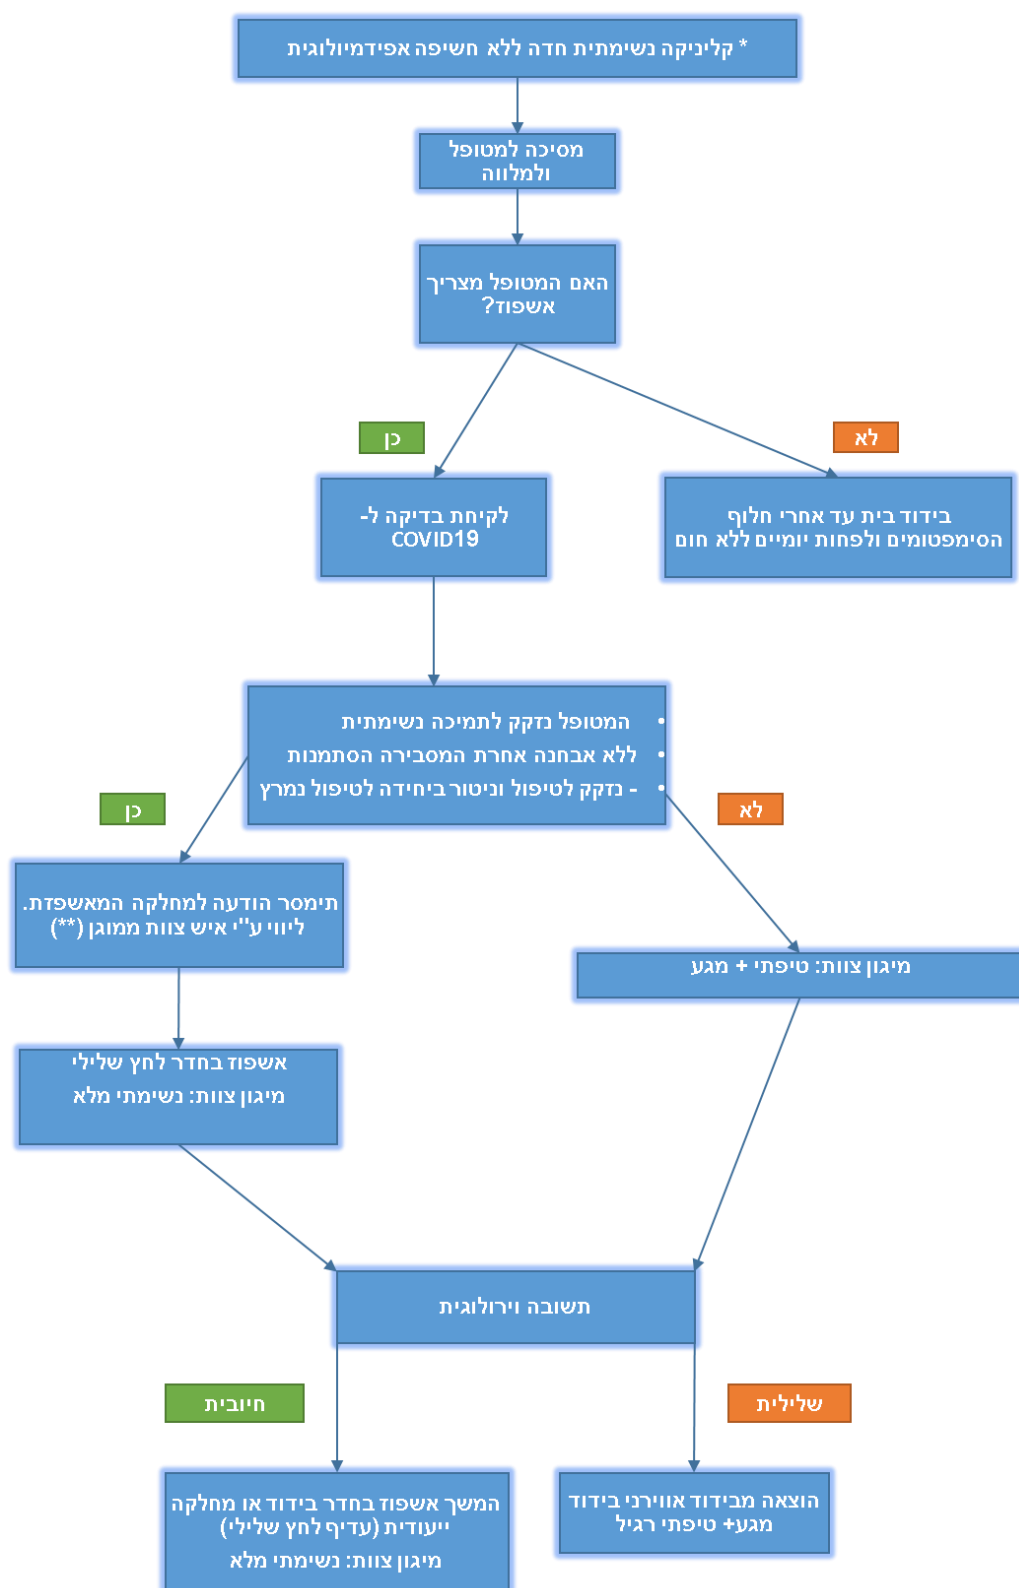 * קליניקה נשימתית חדה ללא חשיפה אפידמיולוגית
מסיכה למטופל
ולמלווה
האם המטופל מצריך
אשפוז?
כן
לא
לקיחת בדיקה ל-
COVID19
בידוד בית עד אחרי חלוף
הסימפטומים ולפחות יומיים ללא חום
• המטופל נזקק לתמיכה נשימתית
• ללא אבחנה אחרת המסבירה הסתמנות
• - נזקק לטיפול וניטור ביחידה לטיפול נמרץ
כן
לא
תימסר הודעה למחלקה המאשפזת.
ליווי ע"י איש צוות ממוגן (**)
מיגון צוות: טיפתי + מגע
אשפוז בחדר לחץ שלילי
מיגון צוות: נשימתי מלא
תשובה וירולוגית
חיובית
שלילית
המשך אשפוז בחדר בידוד או מחלקה
ייעודית (עדיף לחץ שלילי)
מיגון צוות: נשימתי מלא
הוצאה מבידוד אווירני בידוד
מגע+ טיפתי רגיל